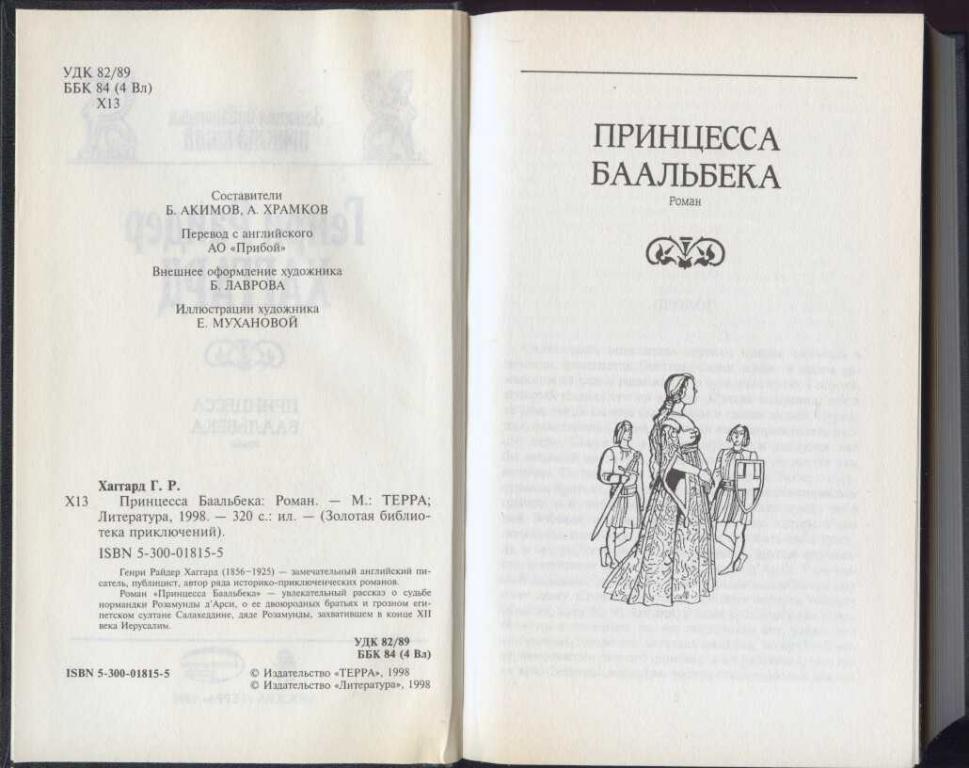 УДК 82/89
ББК 84 (4 Вл)
Х13
Составители
Б. АКИМОВ, А. ХРАМКОВ
Перевод с английского
АО «Прибой»
Внешнее оформление художника
Б. ЛАВРОВА
Иллюстрации художника
Е. МУХАНОВОЙ
Хаггард Г. Р.
Х13 Принцесса Баальбека: Роман. — М.: ТЕРРА;
Литература, 1998. — 320 с.: ил. — (Золотая библио-
тека приключений).
ISBN 5-300-01815-5
Генри Райдер Хаггард (1856–1925) — замечательный английский пи-
сатель, публицист, автор ряда историко-приключенческих романов.
Роман «Принцесса Баальбека» — увлекательный рассказ о судьбе
нормандки Розамунды д'Арси, о ее двоюродных братьях и грозном еги-
петском султане Салахеддине, дяде Розамунды, захватившем в конце XII
века Иерусалим.
УДК 82/89
ББК 84 (4 Вл)
ISBN 5-300-01815-5
© Издательство «ТЕРРА», 1998
© Издательство «Литература», 1998
ПРИНЦЕССА
БААЛЬБЕКА
Роман